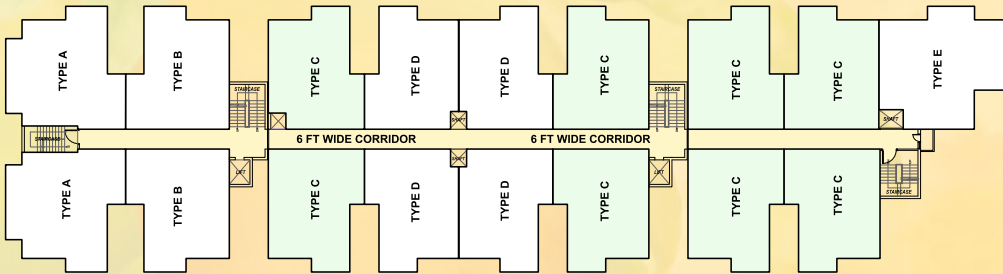 TYPE A
TYPE B
TYPE C
TYPE D
TYPE D
TYPE C
TYPE C
TYPE C
TYPE E
STAIRCASE
STAIRCASE
SHAFT
SHAFT
STAIRCASE
6 FT WIDE CORRIDOR
6 FT WIDE CORRIDOR
SHAFT
LIFT
LIFT
STAIRCASE
TYPE A
TYPE B
TYPE C
TYPE D
TYPE D
TYPE C
TYPE C
TYPE C